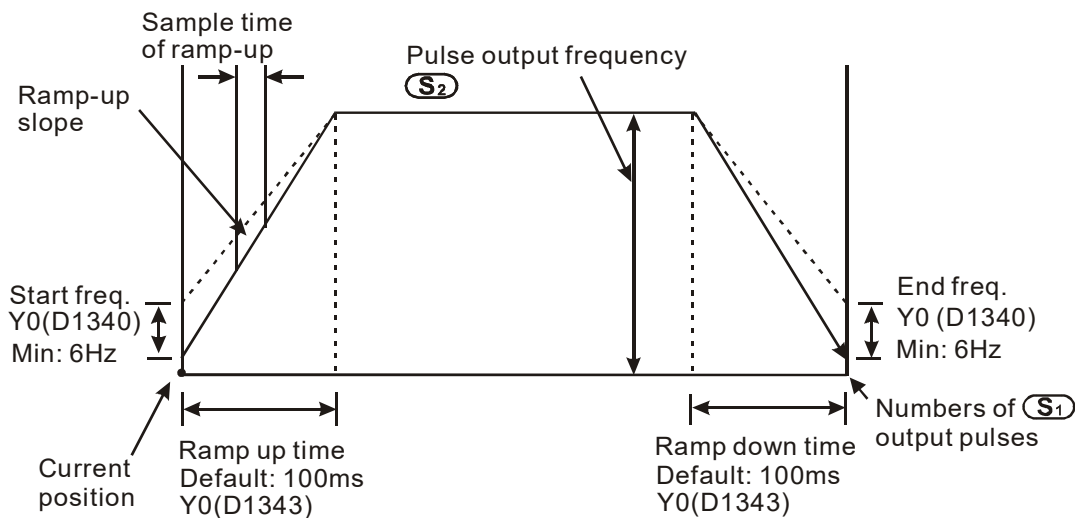 Sample time
of ramp-up
Pulse output frequency
S2
Ramp-up
slope
Start freq.
Y0(D1340)
Min: 6Hz
End freq.
Y0 (D1340)
Min: 6Hz
Current
position
Ramp up time
Default: 100ms
Y0(D1343)
Ramp down time
Default: 100ms
Y0(D1343)
Numbers of S1
output pulses